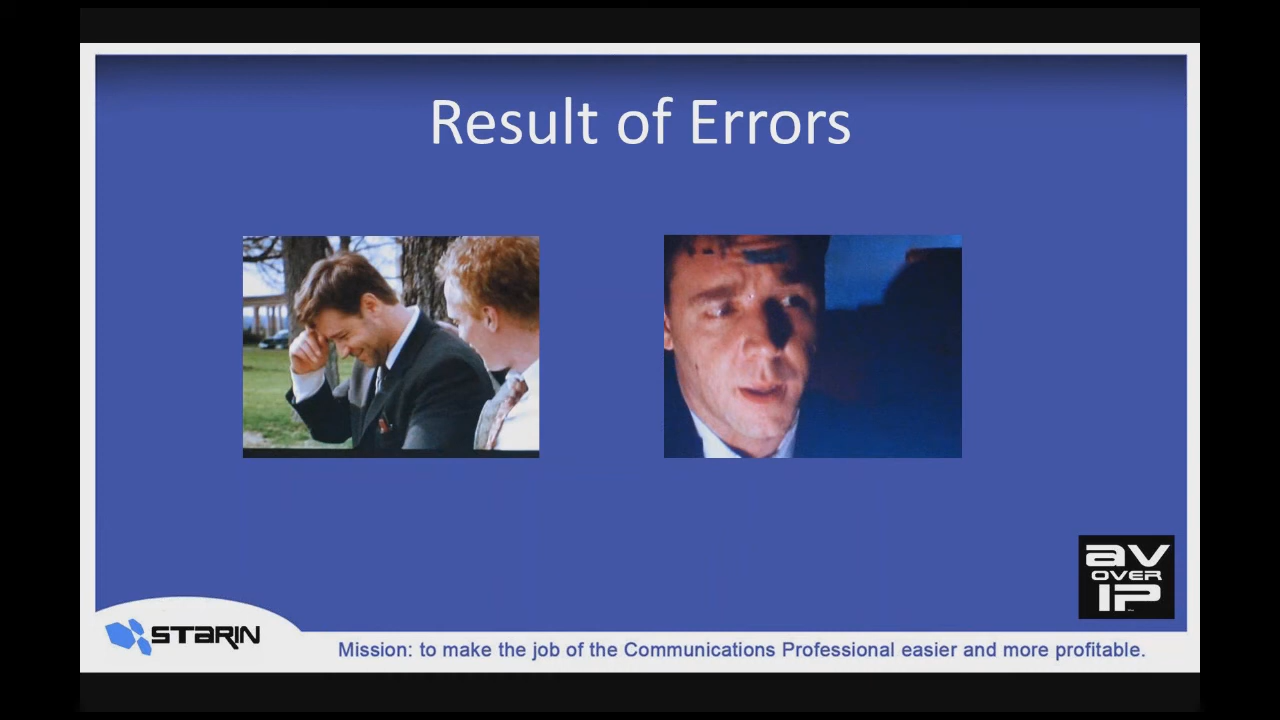 Result of Errors
av
OVER
IP
STARIN
Mission: to make the job of the Communications Professional easier and more profitable.